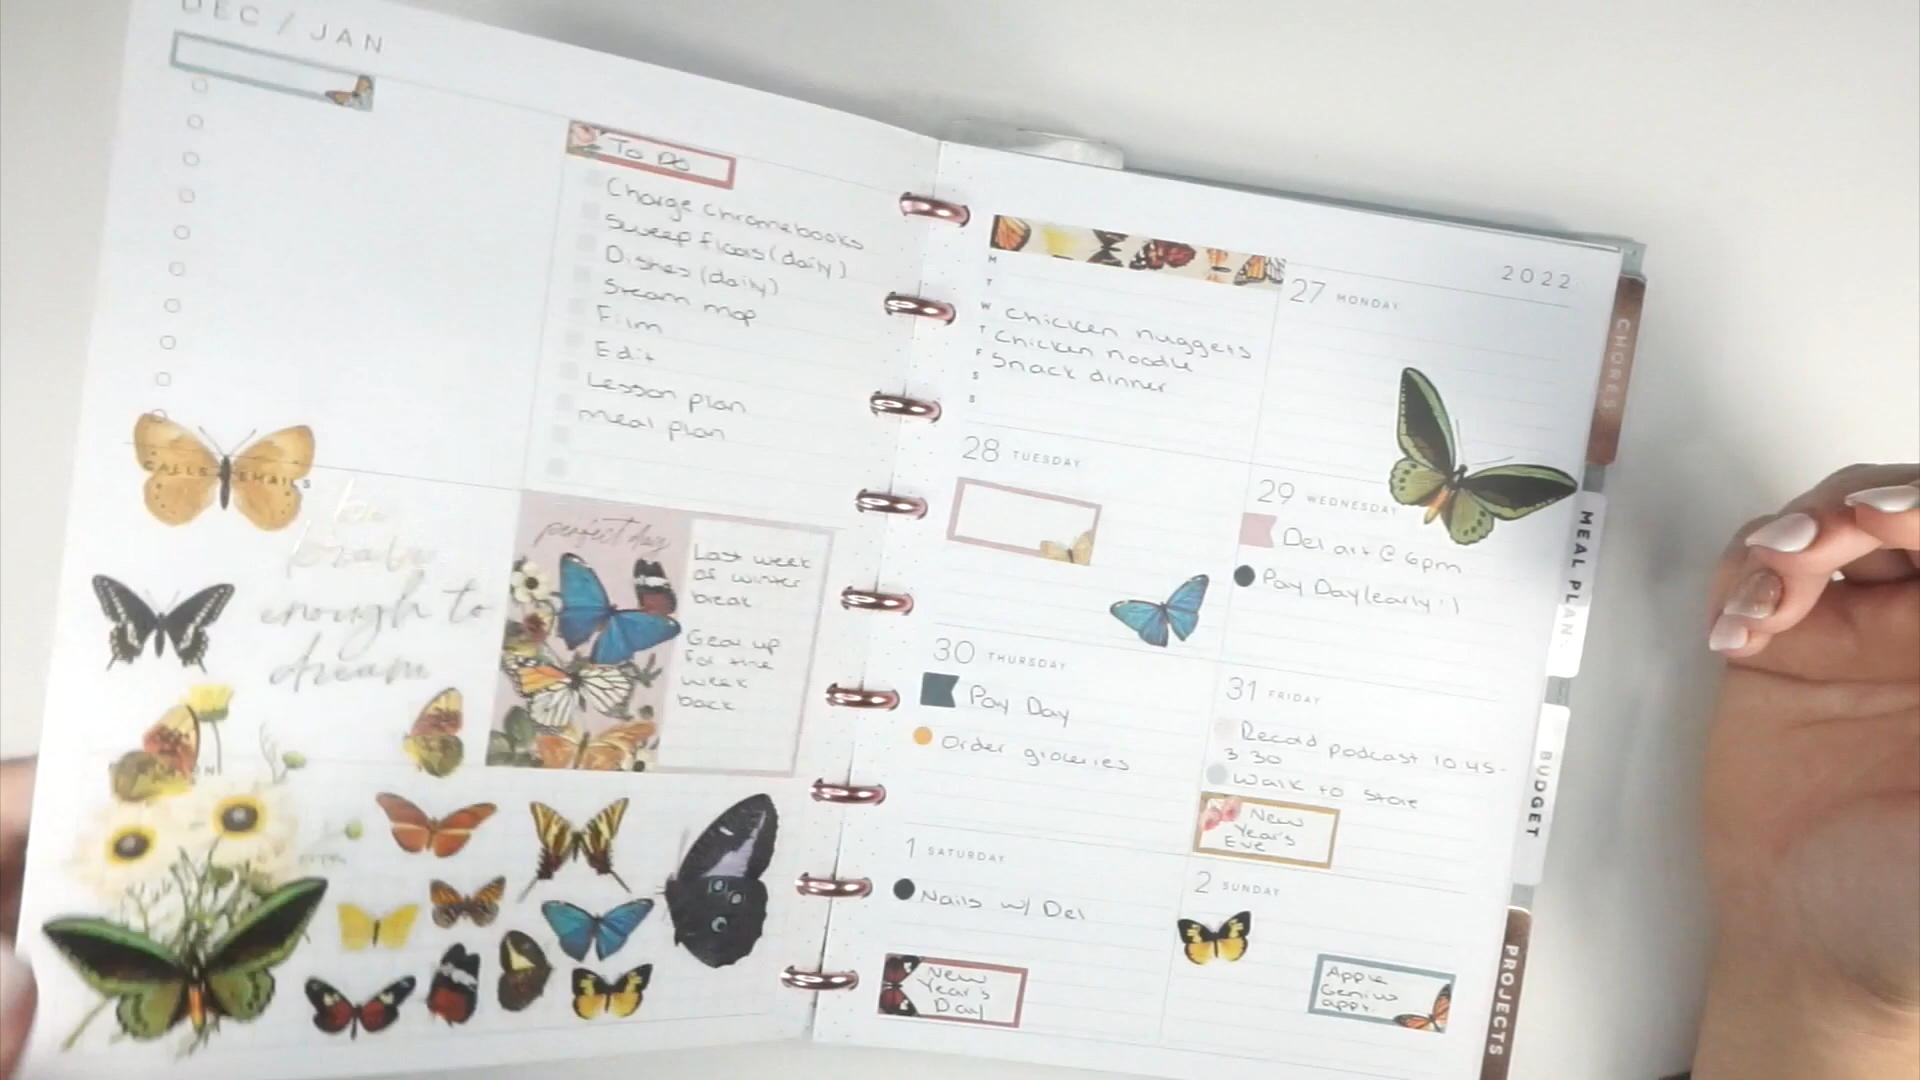 DEC / JAN
To Do
Charge chromebooks
Sweep floors (daily)
Dishes (daily)
Steam mop
Film
Edit
Lesson plan
Meal plan
CALLS EMAILS
be
brave
enough to
dream
perfect day
Last week
of winter
break
Gear up
for the
week
back
2022
M
T
W chicken nuggets
T Chicken noodle
F Snack dinner
S
S
27 MONDAY
28 TUESDAY
29 WEDNESDAY
Del art @ 6pm
Pay Day (early!)
30 THURSDAY
Pay Day
Order groceries
31 FRIDAY
Record podcast 10:45-
3:30
Walk to store
New
Year's
Eve
1 SATURDAY
Nails w/ Del
New
Year's
Day
2 SUNDAY
Apple
Genius
appt.
CHORES
MEAL PLAN
BUDGET
PROJECTS